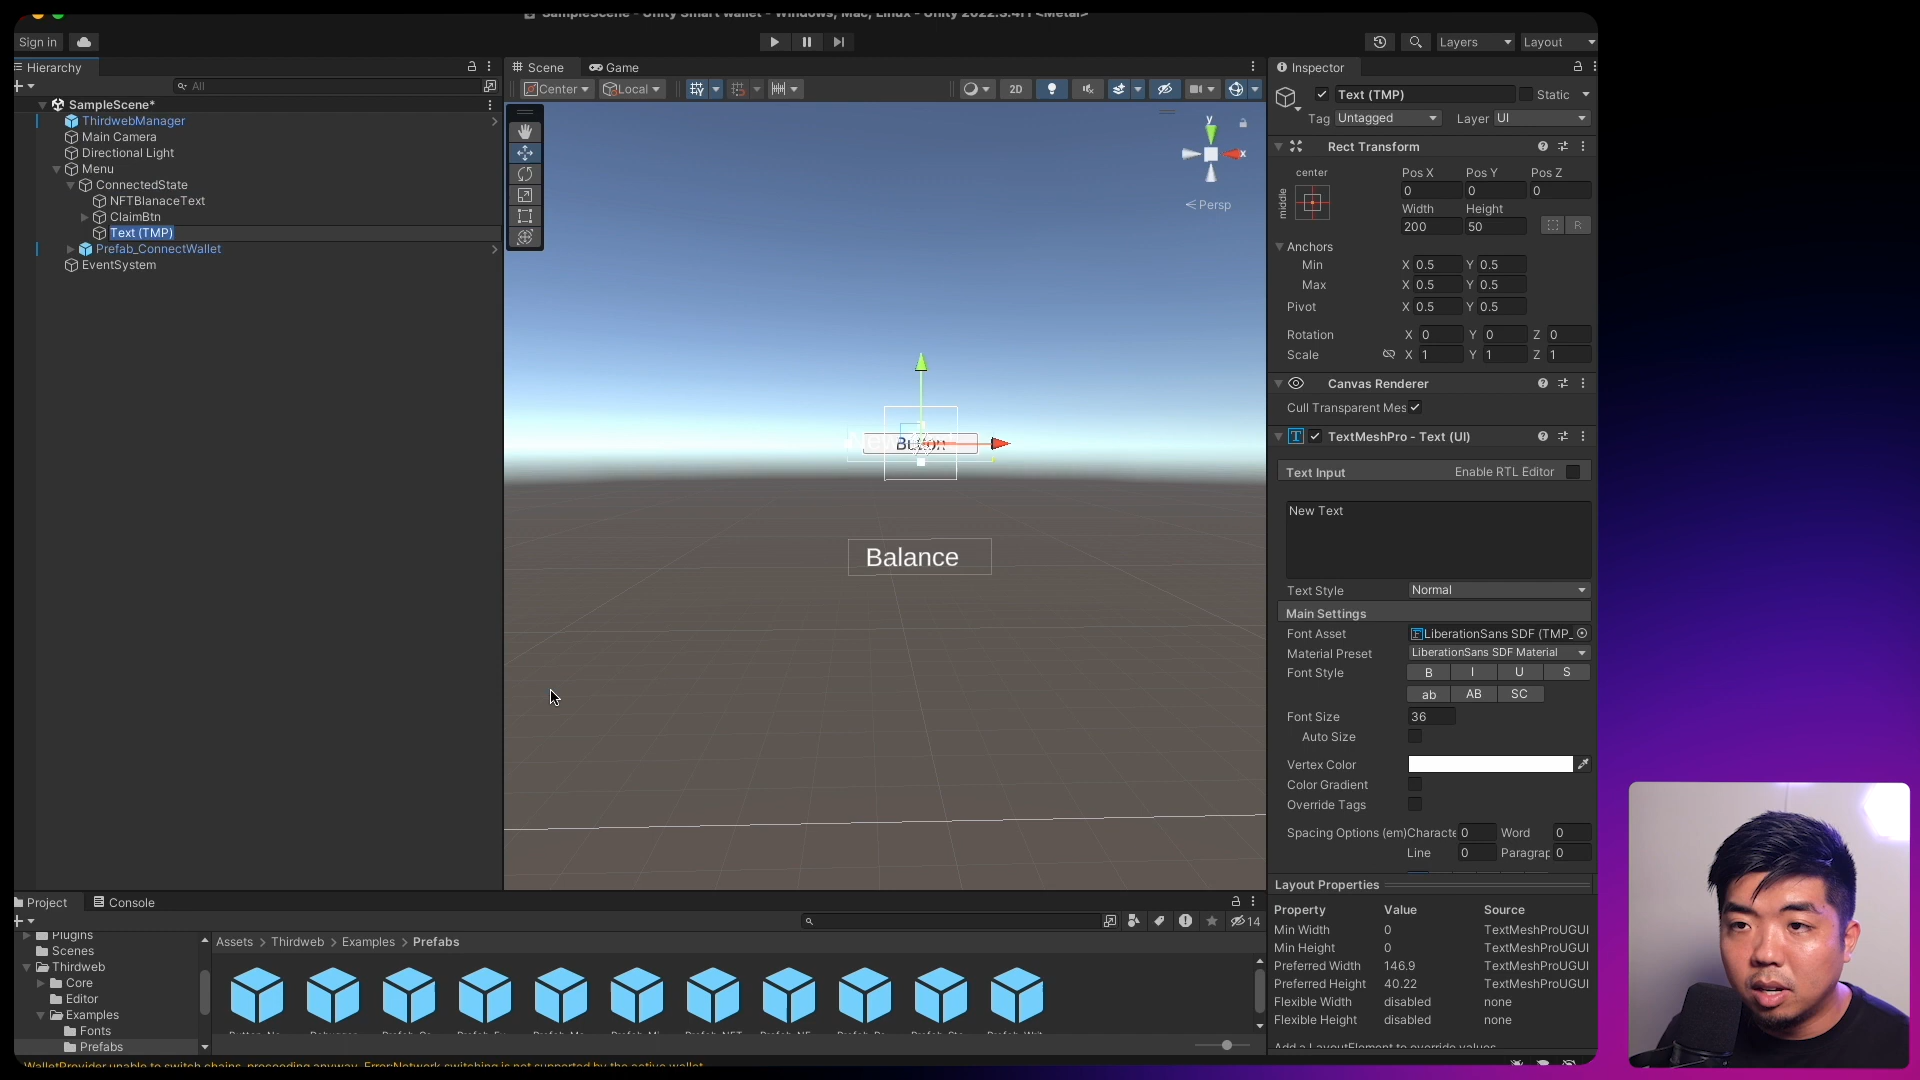 SampleScene - Unity Smart Wallet - Windows, Mac, Linux - Unity 2022.3.4f1 <Metal>
Sign in
Layers
Layout
Hierarchy
All
SampleScene*
ThirdwebManager
Main Camera
Directional Light
Menu
ConnectedState
NFTBlanaceText
ClaimBtn
Text (TMP)
Prefab_ConnectWallet
EventSystem
Scene
Game
Center
Local
2D
y
x
Persp
Button
Balance
Inspector
Text (TMP)
Static
Tag
Untagged
Layer
UI
Rect Transform
center
middle
Pos X
Pos Y
Pos Z
0
0
0
Width
Height
200
50
R
Anchors
Min
X 0.5
Y 0.5
Max
X 0.5
Y 0.5
Pivot
X 0.5
Y 0.5
Rotation
X 0
Y 0
Z 0
Scale
X 1
Y 1
Z 1
Canvas Renderer
Cull Transparent Mes
TextMeshPro - Text (UI)
Text Input
Enable RTL Editor
New Text
Text Style
Normal
Main Settings
Font Asset
LiberationSans SDF (TMP_
Material Preset
LiberationSans SDF Material
Font Style
B
I
U
S
ab
AB
SC
Font Size
36
Auto Size
Vertex Color
Color Gradient
Override Tags
Spacing Options (em)
Characte
0
Word
0
Line
0
Paragrap
0
Layout Properties
Property
Value
Source
Min Width
0
TextMeshProUGUI
Min Height
0
TextMeshProUGUI
Preferred Width
146.9
TextMeshProUGUI
Preferred Height
40.22
TextMeshProUGUI
Flexible Width
disabled
none
Flexible Height
disabled
none
Add a LayoutElement to override values
Project
Console
14
Plugins
Scenes
Thirdweb
Core
Editor
Examples
Fonts
Prefabs
Assets > Thirdweb > Examples > Prefabs
WalletProvider unable to switch chains, proceeding anyway. Error:Network switching is not supported by the active wallet